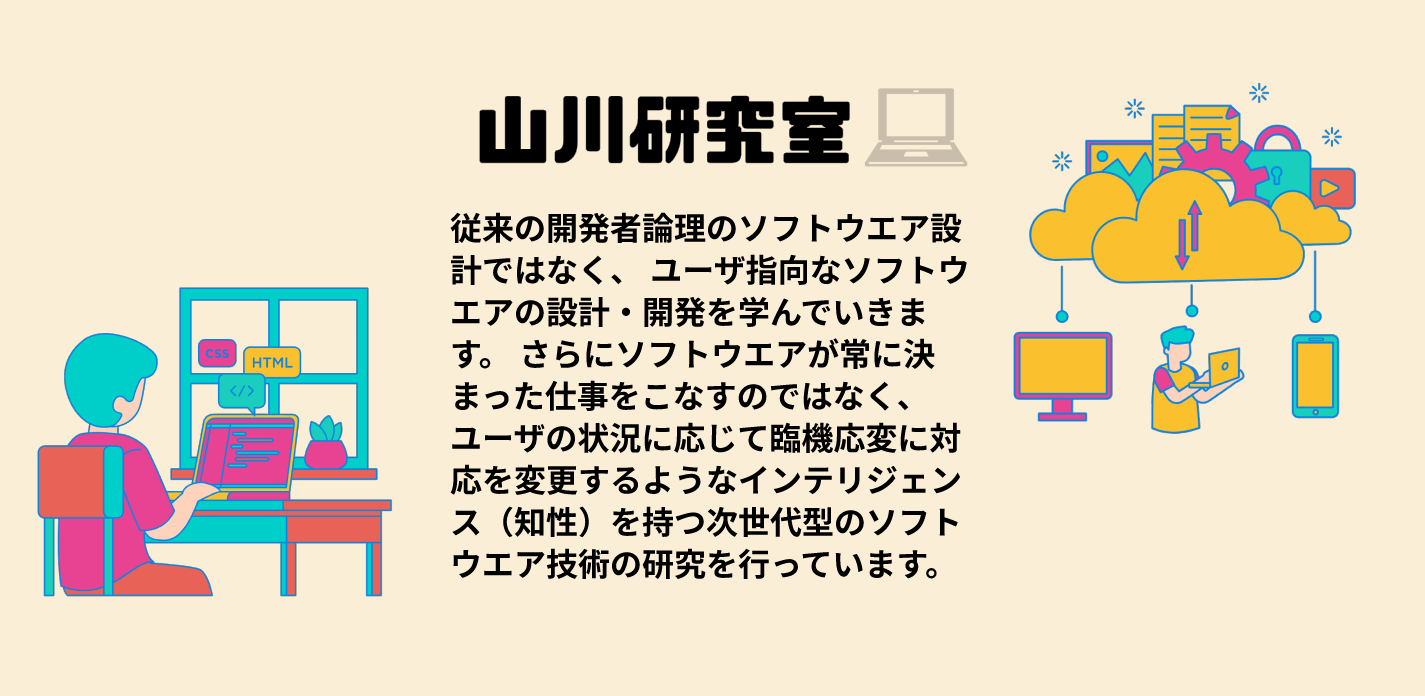 山川研究室
従来の開発者論理のソフトウエア設
計ではなく、 ユーザ指向なソフトウ
エアの設計・開発を学んでいきま
す。 さらにソフトウエアが常に決
まった仕事をこなすのではなく、
ユーザの状況に応じて臨機応変に対
応を変更するようなインテリジェン
ス（知性）を持つ次世代型のソフト
ウエア技術の研究を行っています。
CSS
HTML
</>